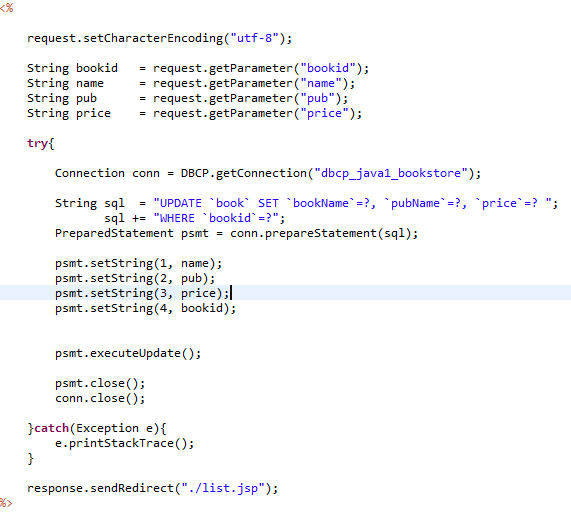 <%
request.setCharacterEncoding("utf-8");
String bookid   = request.getParameter("bookid");
String name     = request.getParameter("name");
String pub      = request.getParameter("pub");
String price    = request.getParameter("price");
try{
Connection conn = DBCP.getConnection("dbcp_java1_bookstore");
String sql  = "UPDATE `book` SET `bookName`=?, `pubName`=?, `price`=? ";
sql += "WHERE `bookid`=?";
PreparedStatement psmt = conn.prepareStatement(sql);
psmt.setString(1, name);
psmt.setString(2, pub);
psmt.setString(3, price);
psmt.setString(4, bookid);
psmt.executeUpdate();
psmt.close();
conn.close();
}catch(Exception e){
e.printStackTrace();
}
response.sendRedirect("./list.jsp");
%>